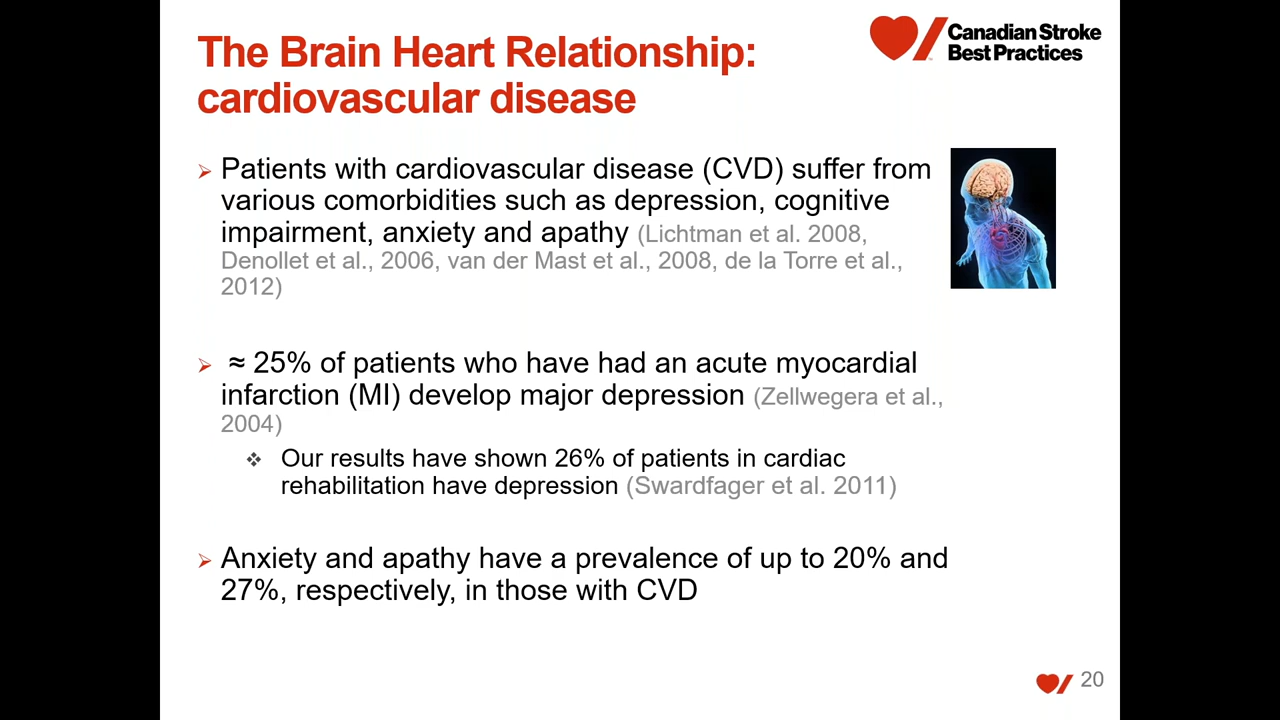 The Brain Heart Relationship:
cardiovascular disease
Canadian Stroke
Best Practices
Patients with cardiovascular disease (CVD) suffer from
various comorbidities such as depression, cognitive
impairment, anxiety and apathy (Lichtman et al. 2008,
Denollet et al., 2006, van der Mast et al., 2008, de la Torre et al.,
2012)
≈ 25% of patients who have had an acute myocardial
infarction (MI) develop major depression (Zellwegera et al.,
2004)
Our results have shown 26% of patients in cardiac
rehabilitation have depression (Swardfager et al. 2011)
Anxiety and apathy have a prevalence of up to 20% and
27%, respectively, in those with CVD
20